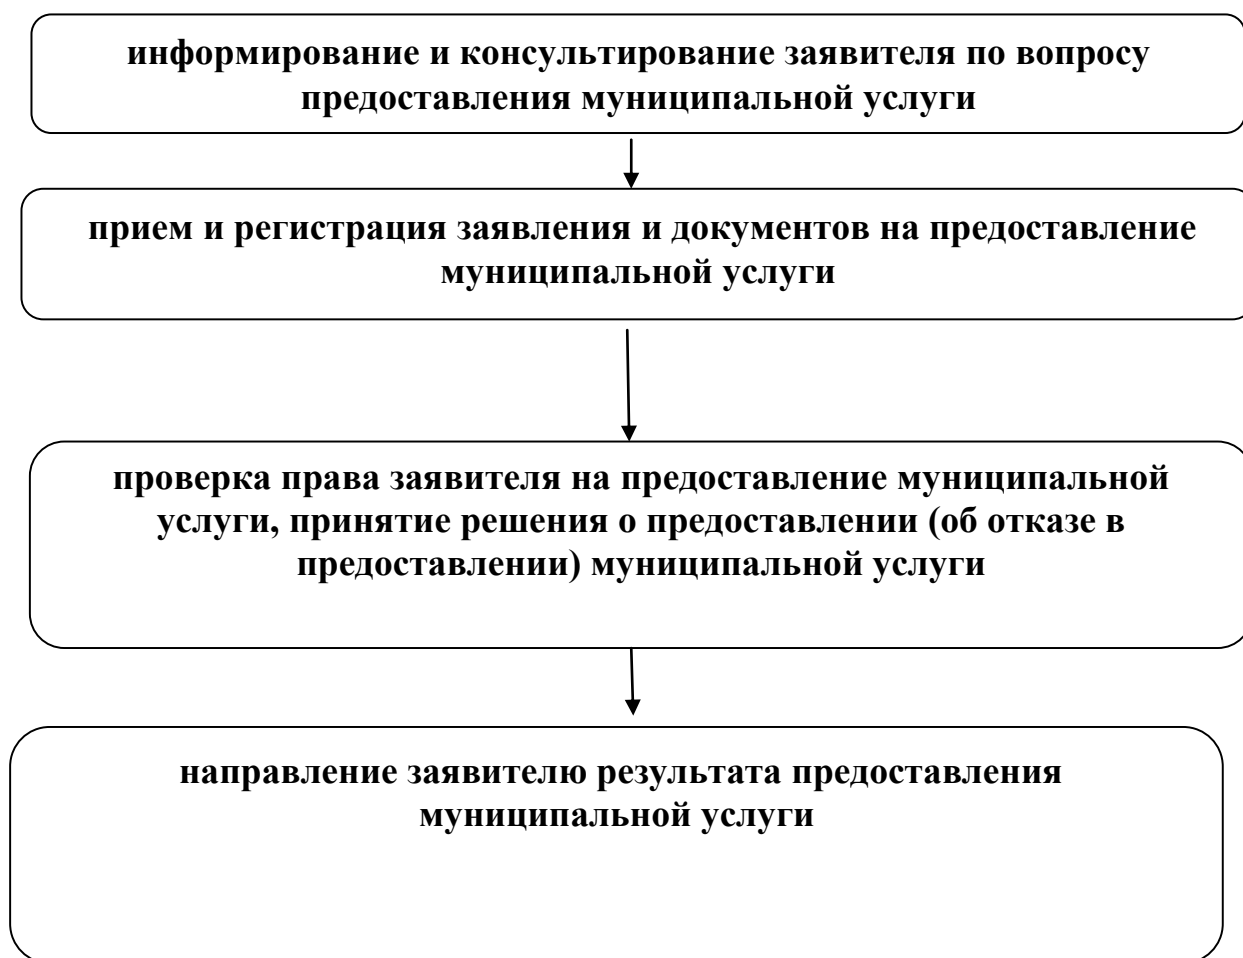 информирование и консультирование заявителя по вопросу
предоставления муниципальной услуги
прием и регистрация заявления и документов на предоставление
муниципальной услуги
проверка права заявителя на предоставление муниципальной
услуги, принятие решения о предоставлении (об отказе в
предоставлении) муниципальной услуги
направление заявителю результата предоставления
муниципальной услуги